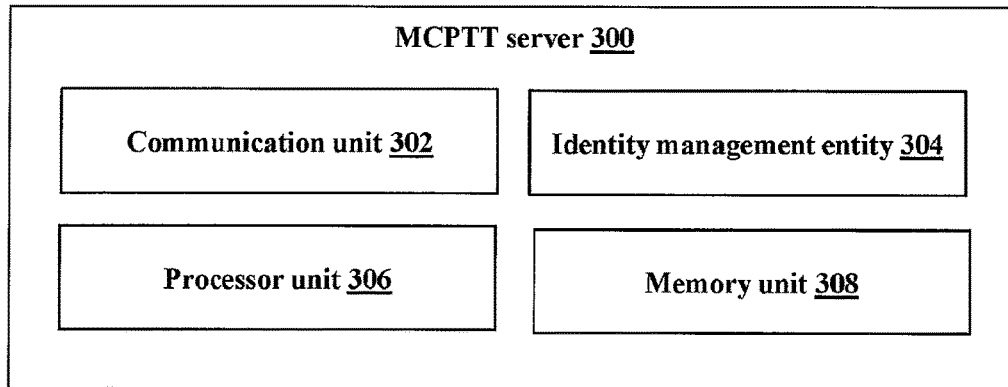 MCPTT server 300
Communication unit 302
Identity management entity 304
Processor unit 306
Memory unit 308